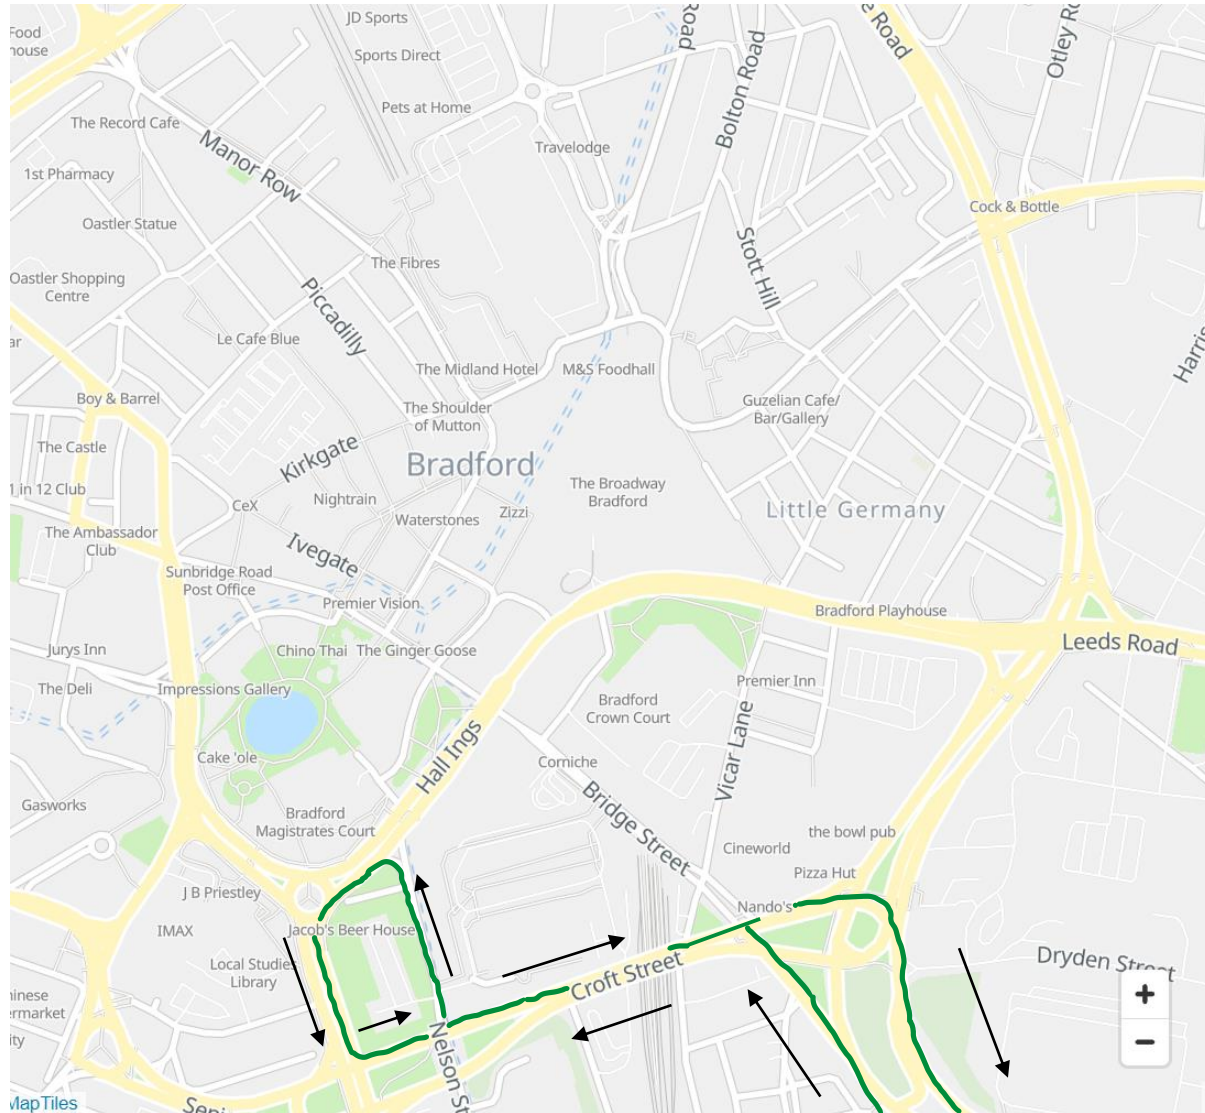 Food
house
JD Sports
Sports Direct
Road
e Road
Otley Ro
Bolton Road
Pets at Home
The Record Cafe
Manor Row
Travelodge
1st Pharmacy
Cock & Bottle
Oastler Statue
Stott Hill
The Fibres
Oastler Shopping
Centre
Piccadilly
Harris
ar
Le Cafe Blue
The Midland Hotel
M&S Foodhall
Boy & Barrel
The Shoulder
of Mutton
Guzelian Cafe/
Bar/Gallery
The Castle
Kirkgate
Bradford
1 in 12 Club
Nightrain
The Broadway
Bradford
CeX
Waterstones
Zizzi
Little Germany
The Ambassador
Club
Ivegate
Sunbridge Road
Post Office
Premier Vision
Bradford Playhouse
Jurys Inn
Chino Thai
The Ginger Goose
Leeds Road
The Deli
Impressions Gallery
Premier Inn
Bradford
Crown Court
Hall Ings
Vicar Lane
Cake 'ole
Corniche
Gasworks
Bradford
Magistrates Court
Bridge Street
the bowl pub
Cineworld
J B Priestley
Pizza Hut
Nando's
IMAX
Jacob's Beer House
Local Studies
Library
Croft Street
Dryden Street
hinese
ermarket
ity
+
−
Nelson St
MapTiles